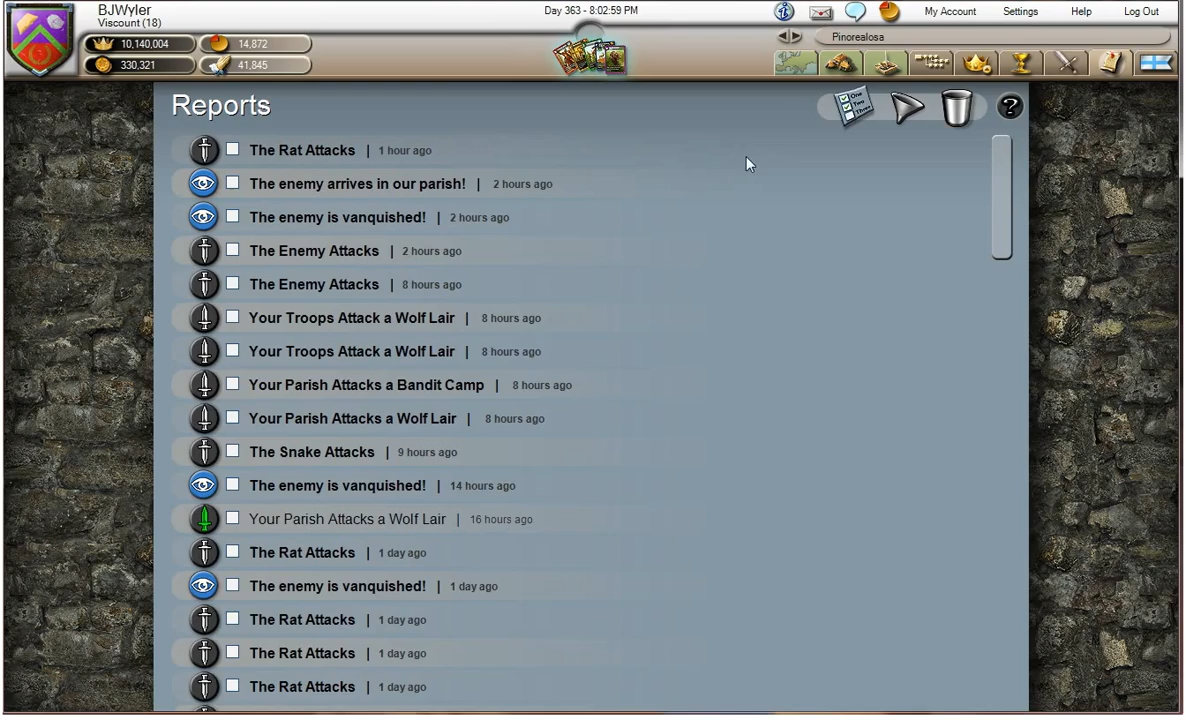 BJWyler
Viscount (18)
10,140,004
14,872
330,321
41,845
Day 363 - 8:02:59 PM
My Account
Settings
Help
Log Out
Pinorealosa
Reports
One
Two
Three
?
The Rat Attacks | 1 hour ago
The enemy arrives in our parish! | 2 hours ago
The enemy is vanquished! | 2 hours ago
The Enemy Attacks | 2 hours ago
The Enemy Attacks | 8 hours ago
Your Troops Attack a Wolf Lair | 8 hours ago
Your Troops Attack a Wolf Lair | 8 hours ago
Your Parish Attacks a Bandit Camp | 8 hours ago
Your Parish Attacks a Wolf Lair | 8 hours ago
The Snake Attacks | 9 hours ago
The enemy is vanquished! | 14 hours ago
Your Parish Attacks a Wolf Lair | 16 hours ago
The Rat Attacks | 1 day ago
The enemy is vanquished! | 1 day ago
The Rat Attacks | 1 day ago
The Rat Attacks | 1 day ago
The Rat Attacks | 1 day ago